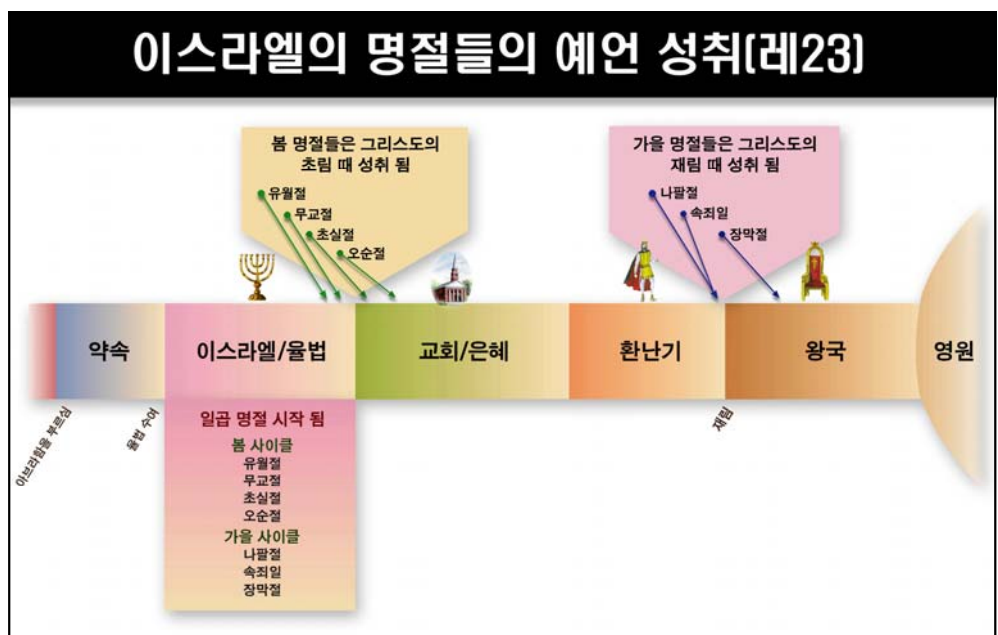 이스라엘의 명절들의 예언 성취(레23)
봄 명절들은 그리스도의
초림 때 성취 됨
유월절
무교절
초실절
오순절
가을 명절들은 그리스도의
재림 때 성취 됨
나팔절
속죄일
장막절
약속
이스라엘/율법
교회/은혜
환난기
왕국
영원
아브라함을 부르심
율법 수여
재림
일곱 명절 시작 됨
봄 사이클
유월절
무교절
초실절
오순절
가을 사이클
나팔절
속죄일
장막절